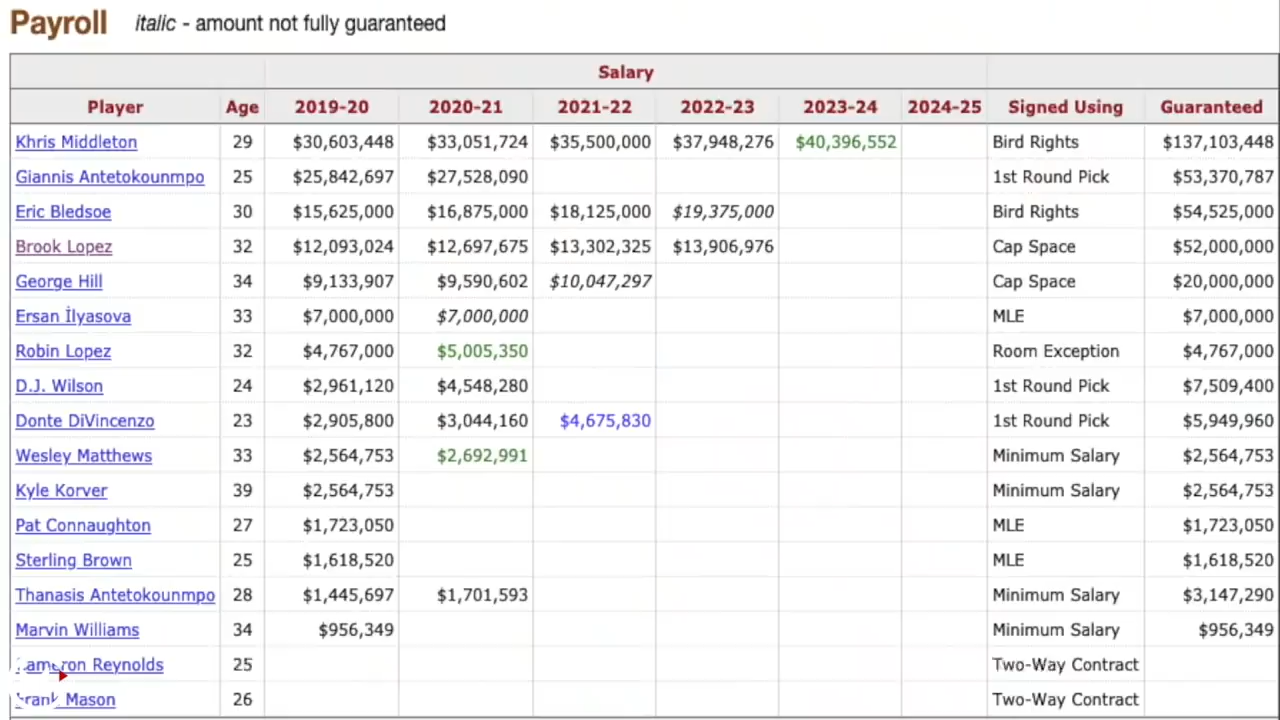 Payroll italic - amount not fully guaranteed
Salary
Player Age 2019-20 2020-21 2021-22 2022-23 2023-24 2024-25 Signed Using Guaranteed
Khris Middleton 29 $30,603,448 $33,051,724 $35,500,000 $37,948,276 $40,396,552 Bird Rights $137,103,448
Giannis Antetokounmpo 25 $25,842,697 $27,528,090 1st Round Pick $53,370,787
Eric Bledsoe 30 $15,625,000 $16,875,000 $18,125,000 $19,375,000 Bird Rights $54,525,000
Brook Lopez 32 $12,093,024 $12,697,675 $13,302,325 $13,906,976 Cap Space $52,000,000
George Hill 34 $9,133,907 $9,590,602 $10,047,297 Cap Space $20,000,000
Ersan İlyasova 33 $7,000,000 $7,000,000 MLE $7,000,000
Robin Lopez 32 $4,767,000 $5,005,350 Room Exception $4,767,000
D.J. Wilson 24 $2,961,120 $4,548,280 1st Round Pick $7,509,400
Donte DiVincenzo 23 $2,905,800 $3,044,160 $4,675,830 1st Round Pick $5,949,960
Wesley Matthews 33 $2,564,753 $2,692,991 Minimum Salary $2,564,753
Kyle Korver 39 $2,564,753 Minimum Salary $2,564,753
Pat Connaughton 27 $1,723,050 MLE $1,723,050
Sterling Brown 25 $1,618,520 MLE $1,618,520
Thanasis Antetokounmpo 28 $1,445,697 $1,701,593 Minimum Salary $3,147,290
Marvin Williams 34 $956,349 Minimum Salary $956,349
Reynolds 25 Two-Way Contract
Mason 26 Two-Way Contract